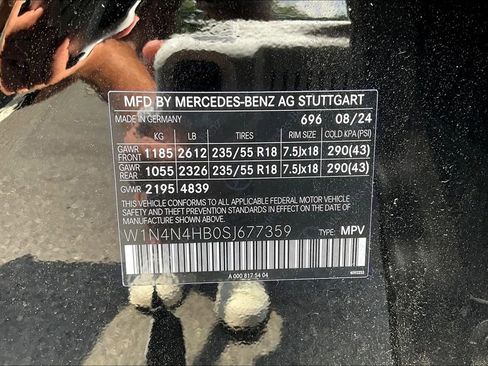 MFD BY MERCEDES-BENZ AG STUTTGART
MADE IN GERMANY 696 08/24
KG LB TIRES RIM SIZE COLD KPA(PSI)
GAWR FRONT 1185 2612 235/55 R18 7.5Jx18 290(43)
GAWR REAR 1055 2326 235/55 R18 7.5Jx18 290(43)
GVWR 2195 4839
THIS VEHICLE CONFORMS TO ALL APPLICABLE FEDERAL MOTOR VEHICLE
SAFETY, BUMPER, AND THEFT PREVENTION STANDARDS IN EFFECT ON THE DATE
OF MANUFACTURE SHOWN ABOVE.
W1N4N4HB0SJ677359 TYPE: MPV
A 000 817 54 04